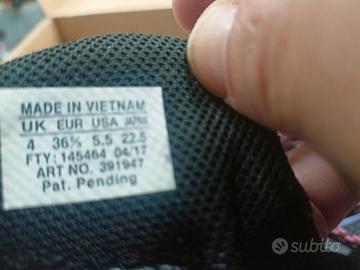 MADE IN VIETNAM
UK EUR USA JAPAN
4 36⅔ 5.5 22.5
FTY: 145464 04/17
ART NO. 391947
Pat. Pending
subito